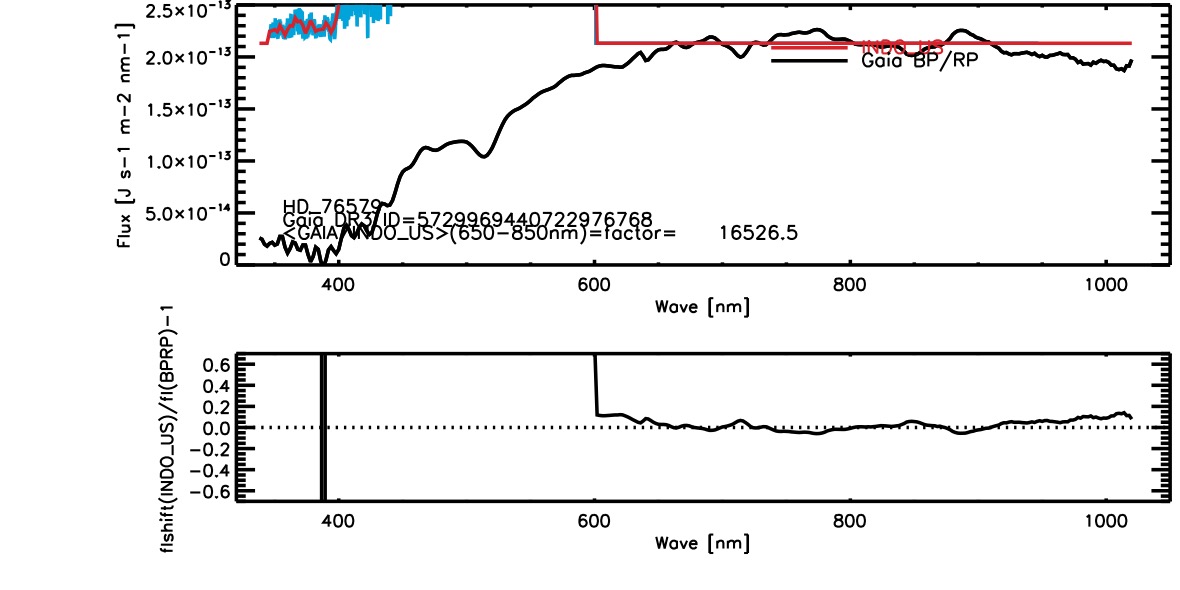 2.5×10−13
2.0×10−13
1.5×10−13
1.0×10−13
5.0×10−14
0
Flux [J s−1 m−2 nm−1]
INDO_US
Gaia BP/RP
HD_76579
Gaia DR3 ID=5729969440722976768
<GAIA/INDO_US>(650−850nm)=factor= 16526.5
400 600 800 1000
Wave [nm]
flshift(INDO_US)/fl(BPRP)−1
0.6
0.4
0.2
0.0
−0.2
−0.4
−0.6
400 600 800 1000
Wave [nm]